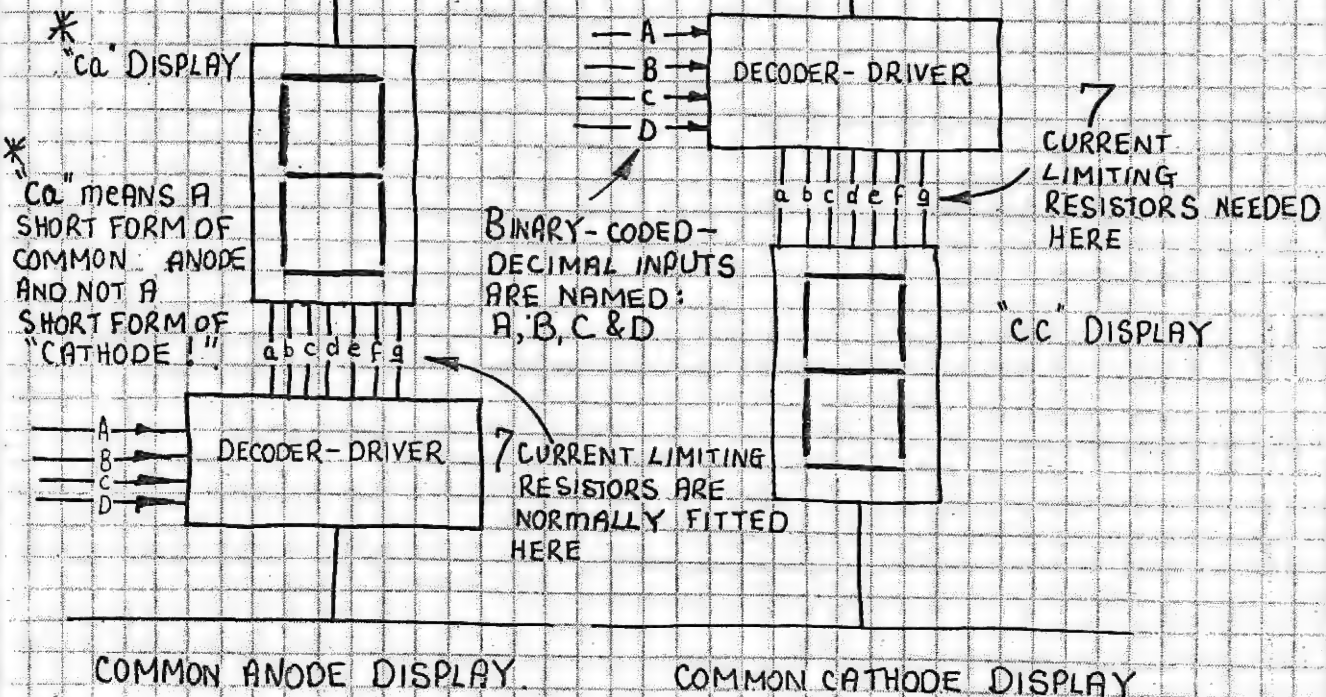 *
"ca" DISPLAY
*
"ca" MEANS A
SHORT FORM OF
COMMON ANODE
AND NOT A
SHORT FORM OF
"CATHODE!"
a b c d e f g
A
B
C
D
DECODER-DRIVER
7 CURRENT LIMITING
RESISTORS ARE
NORMALLY FITTED
HERE
COMMON ANODE DISPLAY.
A
B
C
D
DECODER-DRIVER
BINARY-CODED-
DECIMAL INPUTS
ARE NAMED:
A, B, C & D
a b c d e f g
7
CURRENT
LIMITING
RESISTORS NEEDED
HERE
"CC" DISPLAY
COMMON CATHODE DISPLAY